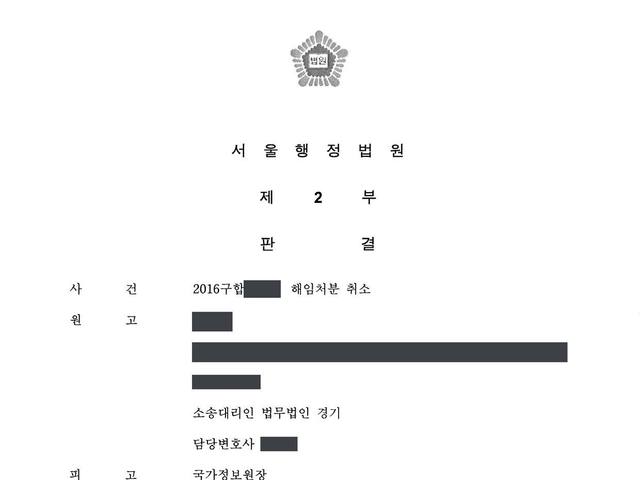 법원
서울행정법원
제 2 부
판 결
사 건 2016구합 해임처분 취소
원 고
소송대리인 법무법인 경기
담당변호사
피 고 국가정보원장